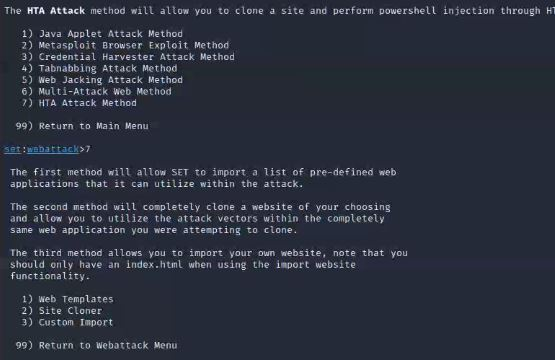 The HTA Attack method will allow you to clone a site and perform powershell injection through HT
1) Java Applet Attack Method
2) Metasploit Browser Exploit Method
3) Credential Harvester Attack Method
4) Tabnabbing Attack Method
5) Web Jacking Attack Method
6) Multi-Attack Web Method
7) HTA Attack Method
99) Return to Main Menu
set:webattack>7
The first method will allow SET to import a list of pre-defined web
applications that it can utilize within the attack.
The second method will completely clone a website of your choosing
and allow you to utilize the attack vectors within the completely
same web application you were attempting to clone.
The third method allows you to import your own website, note that you
should only have an index.html when using the import website
functionality.
1) Web Templates
2) Site Cloner
3) Custom Import
99) Return to Webattack Menu